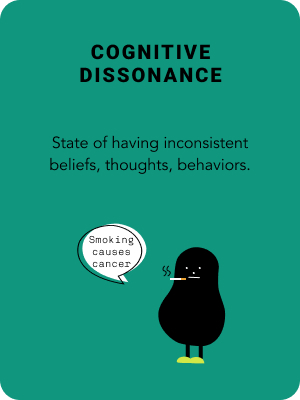 COGNITIVE
DISSONANCE
State of having inconsistent
beliefs, thoughts, behaviors.
Smoking
causes
cancer